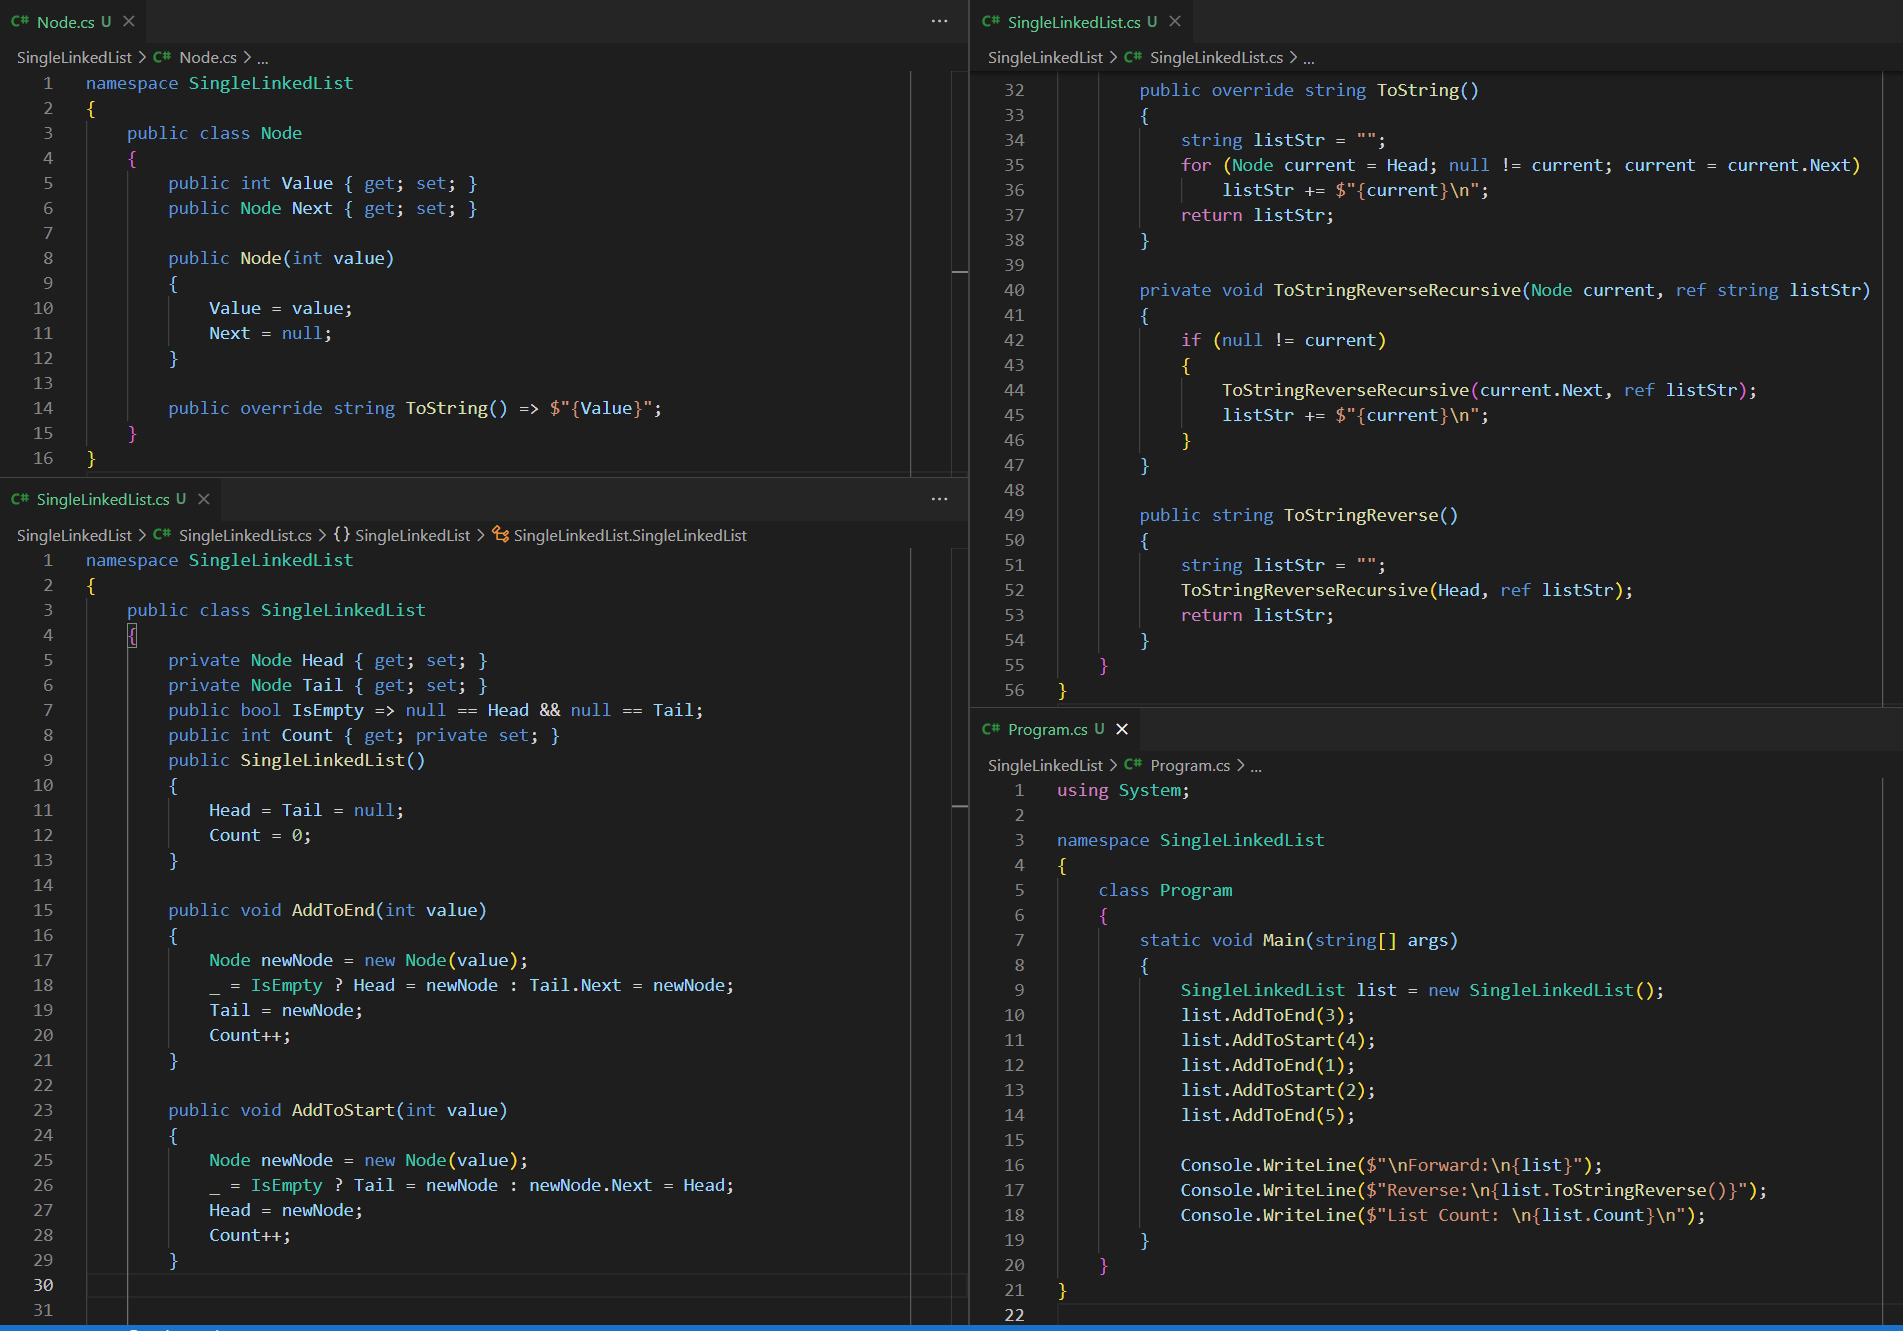 C# Node.cs U
SingleLinkedList > C# Node.cs > ...
1 namespace SingleLinkedList
2 {
3     public class Node
4     {
5         public int Value { get; set; }
6         public Node Next { get; set; }
7
8         public Node(int value)
9         {
10             Value = value;
11             Next = null;
12         }
13
14         public override string ToString() => $"{Value}";
15     }
16 }
C# SingleLinkedList.cs U
SingleLinkedList > C# SingleLinkedList.cs > {} SingleLinkedList > SingleLinkedList.SingleLinkedList
1 namespace SingleLinkedList
2 {
3     public class SingleLinkedList
4     {
5         private Node Head { get; set; }
6         private Node Tail { get; set; }
7         public bool IsEmpty => null == Head && null == Tail;
8         public int Count { get; private set; }
9         public SingleLinkedList()
10         {
11             Head = Tail = null;
12             Count = 0;
13         }
14
15         public void AddToEnd(int value)
16         {
17             Node newNode = new Node(value);
18             _ = IsEmpty ? Head = newNode : Tail.Next = newNode;
19             Tail = newNode;
20             Count++;
21         }
22
23         public void AddToStart(int value)
24         {
25             Node newNode = new Node(value);
26             _ = IsEmpty ? Tail = newNode : newNode.Next = Head;
27             Head = newNode;
28             Count++;
29         }
30
31
C# SingleLinkedList.cs U
SingleLinkedList > C# SingleLinkedList.cs > ...
32         public override string ToString()
33         {
34             string listStr = "";
35             for (Node current = Head; null != current; current = current.Next)
36                 listStr += $"{current}\n";
37             return listStr;
38         }
39
40         private void ToStringReverseRecursive(Node current, ref string listStr)
41         {
42             if (null != current)
43             {
44                 ToStringReverseRecursive(current.Next, ref listStr);
45                 listStr += $"{current}\n";
46             }
47         }
48
49         public string ToStringReverse()
50         {
51             string listStr = "";
52             ToStringReverseRecursive(Head, ref listStr);
53             return listStr;
54         }
55     }
56 }
C# Program.cs U
SingleLinkedList > C# Program.cs > ...
1 using System;
2
3 namespace SingleLinkedList
4 {
5     class Program
6     {
7         static void Main(string[] args)
8         {
9             SingleLinkedList list = new SingleLinkedList();
10             list.AddToEnd(3);
11             list.AddToStart(4);
12             list.AddToEnd(1);
13             list.AddToStart(2);
14             list.AddToEnd(5);
15
16             Console.WriteLine($"\nForward:\n{list}");
17             Console.WriteLine($"Reverse:\n{list.ToStringReverse()}");
18             Console.WriteLine($"List Count: \n{list.Count}\n");
19         }
20     }
21 }
22